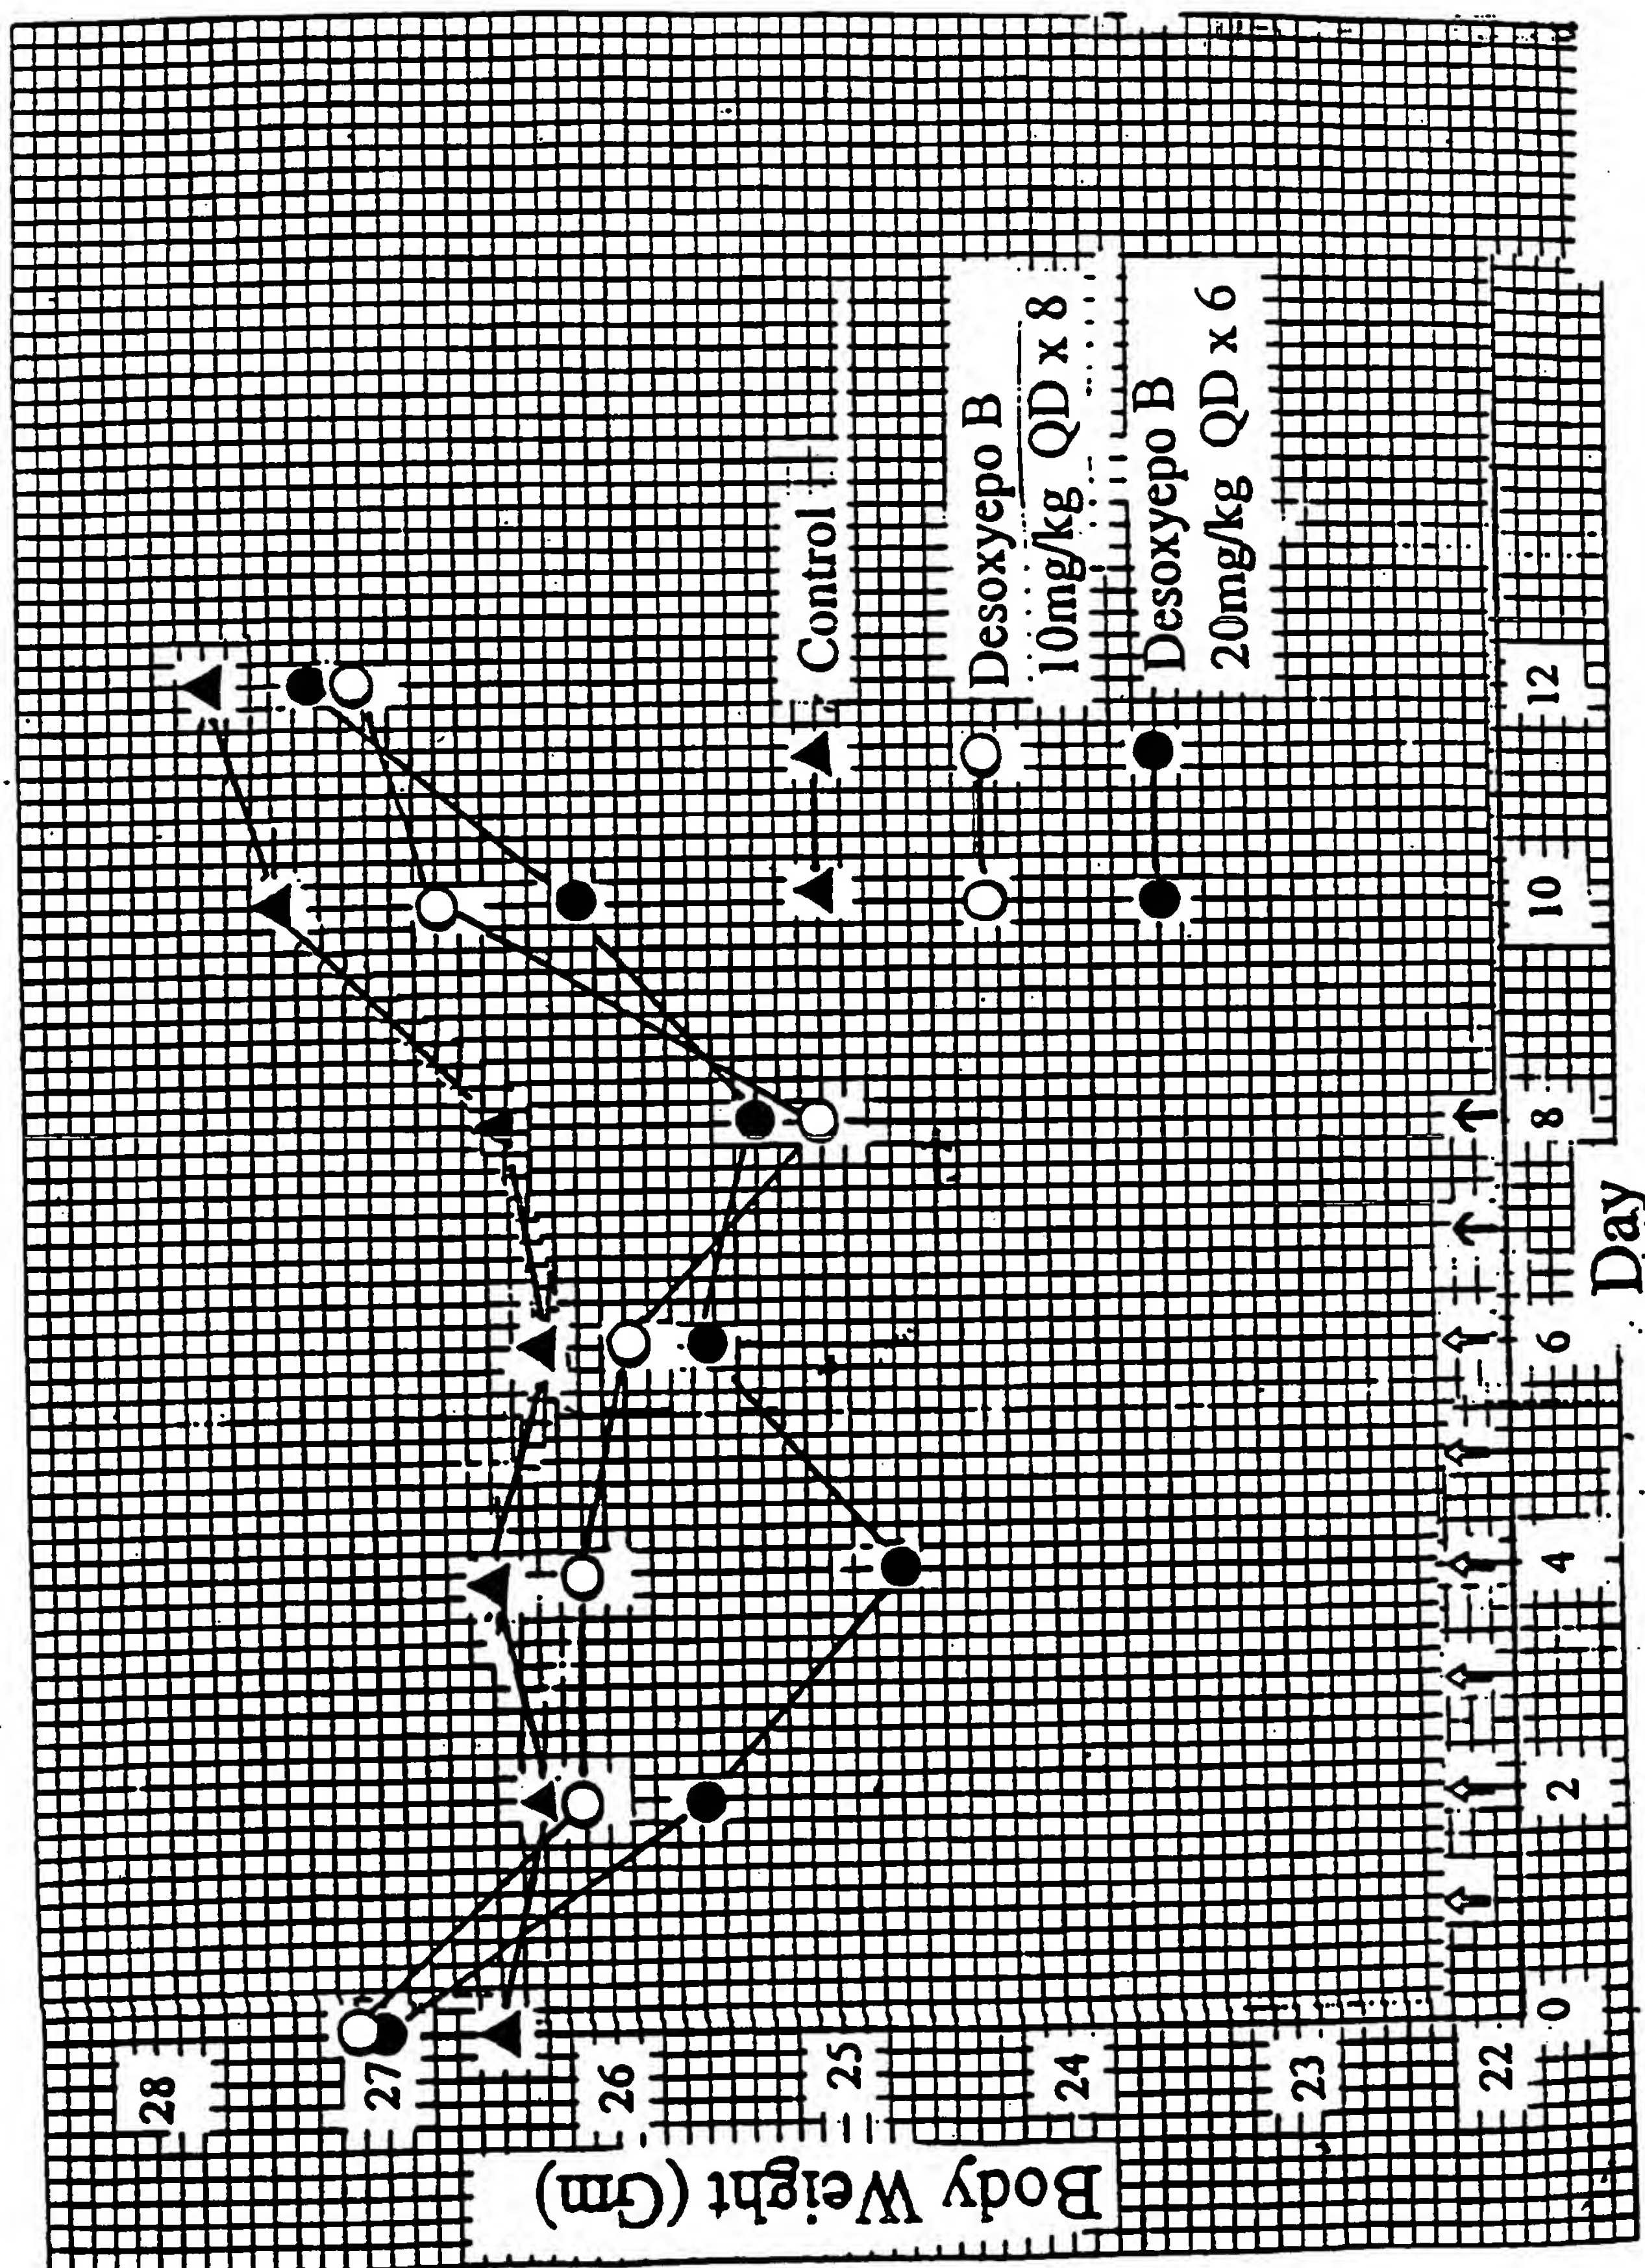 Body Weight (Gm)
28
27
26
25
24
23
22
0
2
4
6
8
10
12
Day
Control
Desoxyepo B
10mg/kg QD x 8
Desoxyepo B
20mg/kg QD x 6